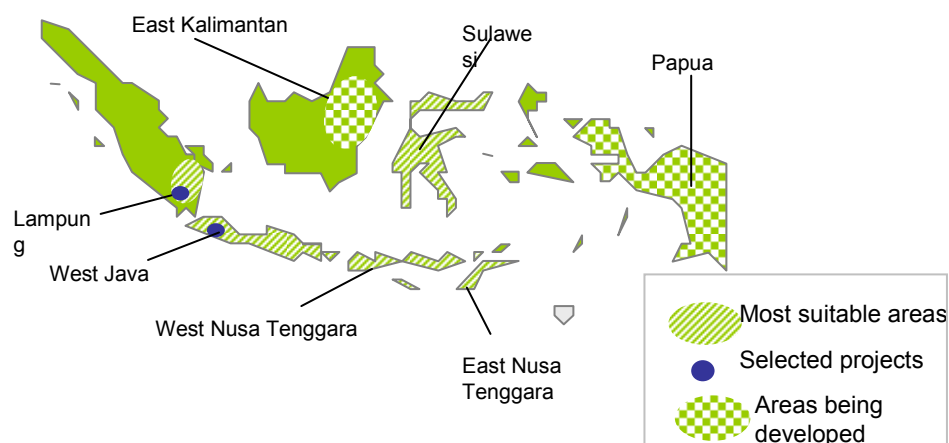 East Kalimantan
Sulawe
si
Papua
Lampun
g
West Java
West Nusa Tenggara
East Nusa
Tenggara
Most suitable areas
Selected projects
Areas being
developed